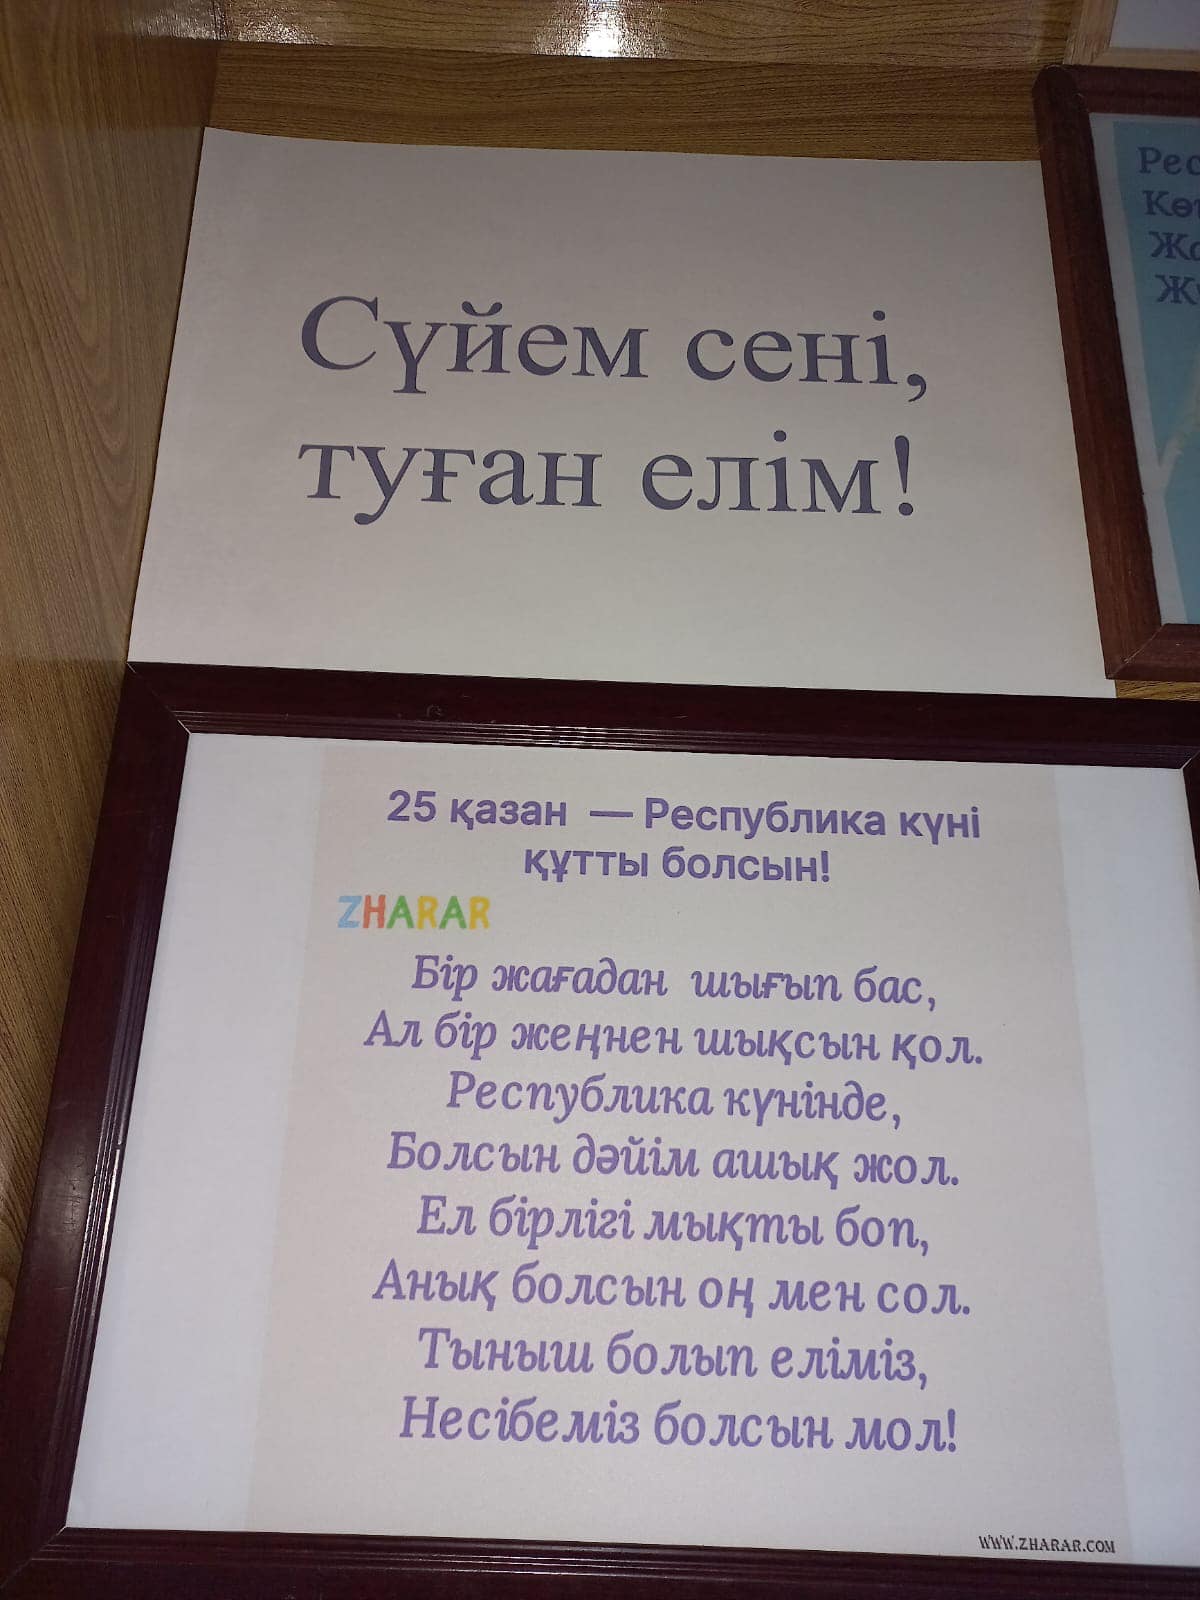 Сүйем сені,
туған елім!
25 қазан — Республика күні
құтты болсын!
ZHARAR
Бір жағадан шығып бас,
Ал бір жеңнен шықсын қол.
Республика күнінде,
Болсын дәйім ашық жол.
Ел бірлігі мықты боп,
Анық болсын оң мен сол.
Тыныш болып еліміз,
Несібеміз болсын мол!
WWW.ZHARAR.COM